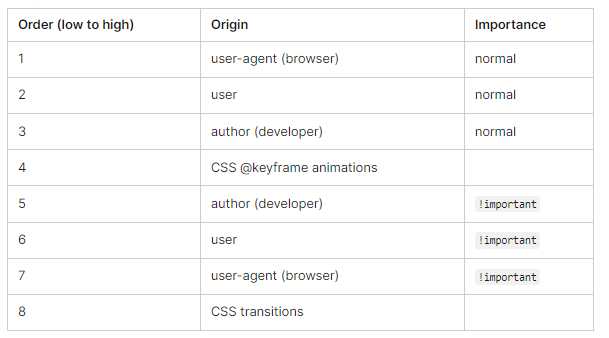 Order (low to high) Origin Importance
1 user-agent (browser) normal
2 user normal
3 author (developer) normal
4 CSS @keyframe animations
5 author (developer) !important
6 user !important
7 user-agent (browser) !important
8 CSS transitions